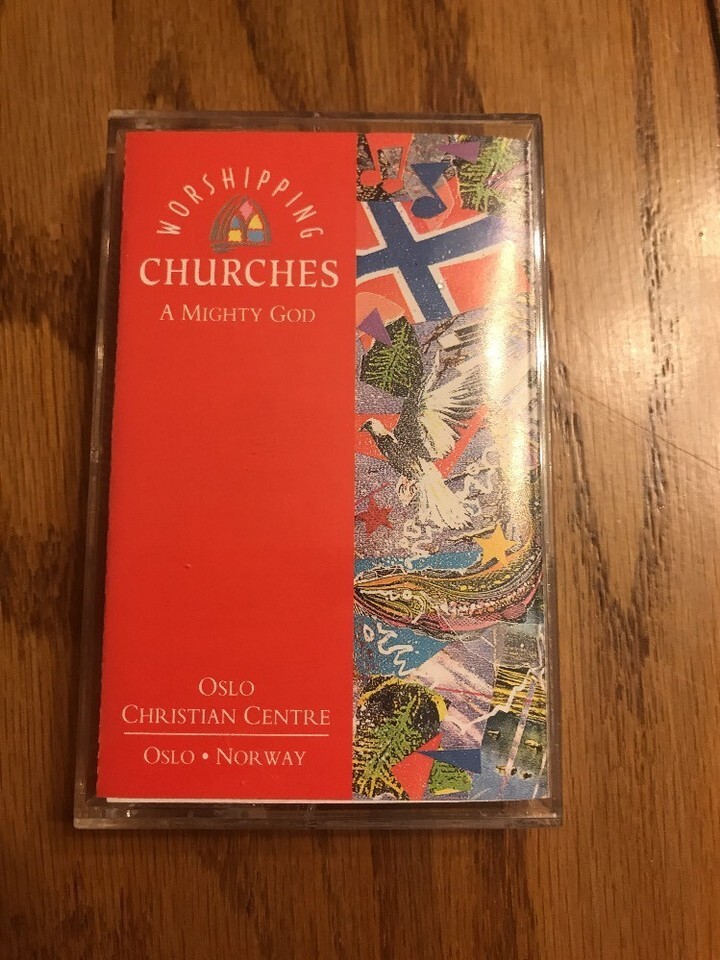 WORSHIPPING
CHURCHES
A MIGHTY GOD
OSLO
CHRISTIAN CENTRE
OSLO • NORWAY